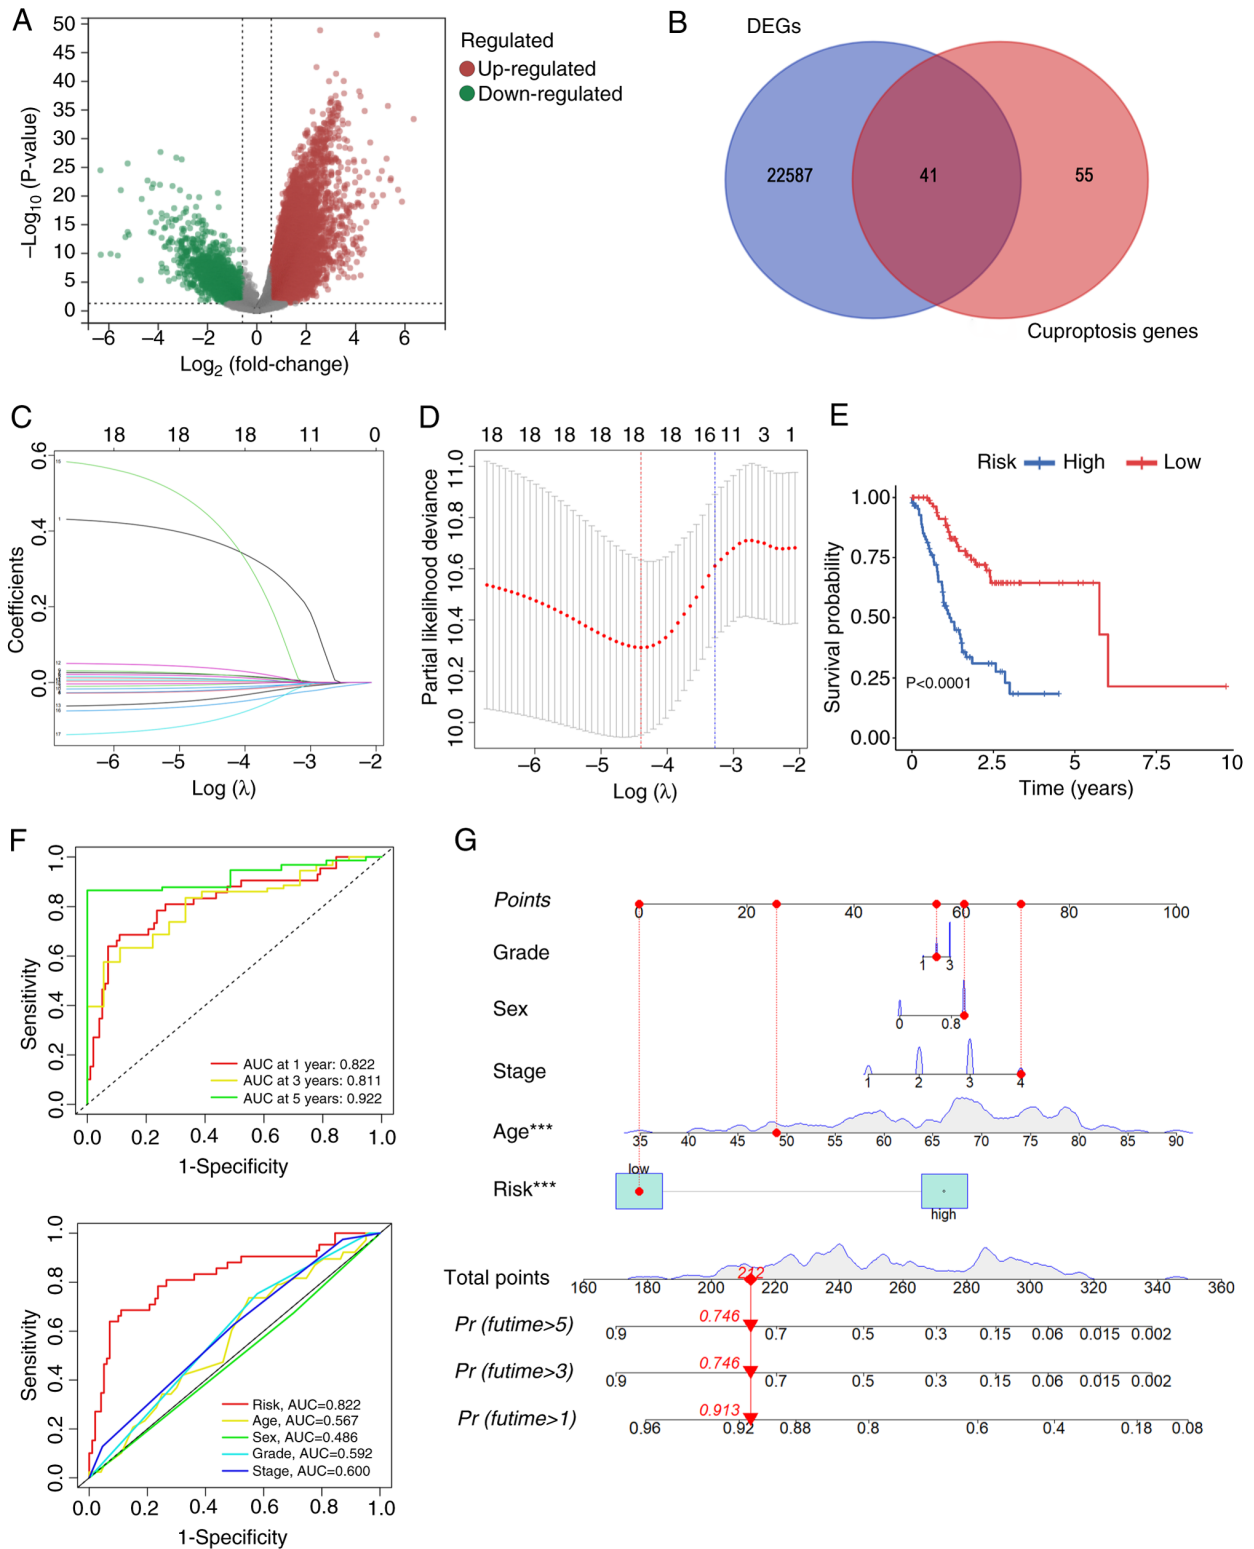 A
50
45
40
35
30
25
20
15
10
5
0
−Log10 (P-value)
−6 −4 −2 0 2 4 6
Log2 (fold-change)
Regulated
Up-regulated
Down-regulated
B
DEGs
22587 41 55
Cuproptosis genes
C
18 18 18 11 0
0.6
0.4
0.2
0.0
Coefficients
−6 −5 −4 −3 −2
Log (λ)
D
18 18 18 18 18 18 16 11 3 1
11.0
10.8
10.6
10.4
10.2
10.0
Partial likelihood deviance
−6 −5 −4 −3 −2
Log (λ)
E
Risk High Low
1.00
0.75
0.50
0.25
0.00
Survival probability
P<0.0001
0 2.5 5 7.5 10
Time (years)
F
1.0
0.8
0.6
0.4
0.2
0.0
Sensitivity
AUC at 1 year: 0.822
AUC at 3 years: 0.811
AUC at 5 years: 0.922
0.0 0.2 0.4 0.6 0.8 1.0
1-Specificity
1.0
0.8
0.6
0.4
0.2
0.0
Sensitivity
Risk, AUC=0.822
Age, AUC=0.567
Sex, AUC=0.486
Grade, AUC=0.592
Stage, AUC=0.600
0.0 0.2 0.4 0.6 0.8 1.0
1-Specificity
G
Points
0 20 40 60 80 100
Grade
1 3
Sex
0 0.8
Stage
1 2 3 4
Age***
35 40 45 50 55 60 65 70 75 80 85 90
Risk***
low
high
Total points
212
160 180 200 220 240 260 280 300 320 340 360
Pr (futime>5)
0.746
0.9 0.7 0.5 0.3 0.15 0.06 0.015 0.002
Pr (futime>3)
0.746
0.9 0.7 0.5 0.3 0.15 0.06 0.015 0.002
Pr (futime>1)
0.913
0.96 0.92 0.88 0.8 0.6 0.4 0.18 0.08